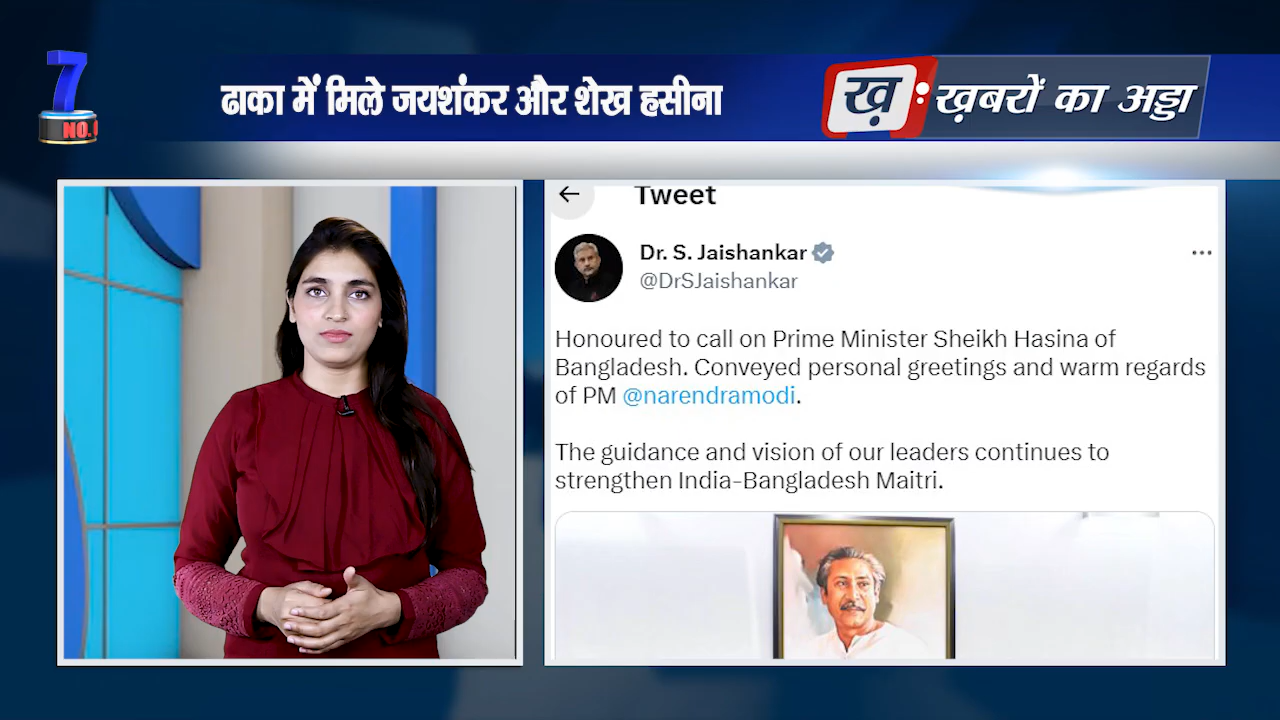 7
NO.
ढाका में मिले जयशंकर और शेख हसीना
ख़:
ख़बरों का अड्डा
Tweet
Dr. S. Jaishankar
@DrSJaishankar
Honoured to call on Prime Minister Sheikh Hasina of
Bangladesh. Conveyed personal greetings and warm regards
of PM @narendramodi.
The guidance and vision of our leaders continues to
strengthen India-Bangladesh Maitri.